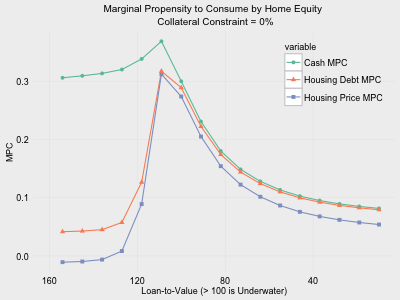 Marginal Propensity to Consume by Home Equity
Collateral Constraint = 0%
variable
Cash MPC
Housing Debt MPC
Housing Price MPC
MPC
0.3
0.2
0.1
0.0
160 120 80 40
Loan-to-Value (> 100 is Underwater)